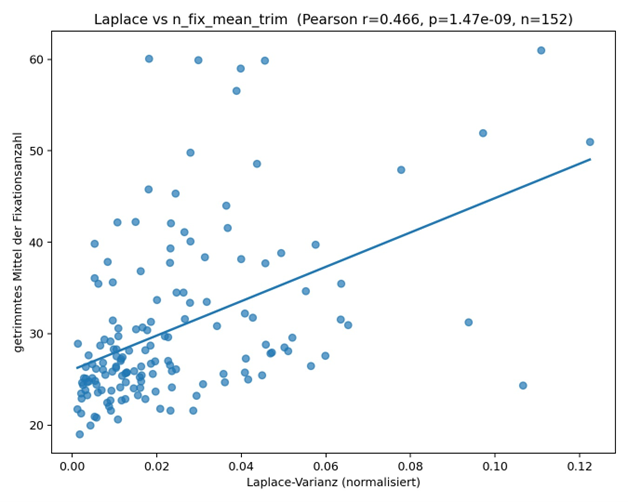 Laplace vs n_fix_mean_trim (Pearson r=0.466, p=1.47e-09, n=152)
getrimmtes Mittel der Fixationsanzahl
60
50
40
30
20
0.00 0.02 0.04 0.06 0.08 0.10 0.12
Laplace-Varianz (normalisiert)